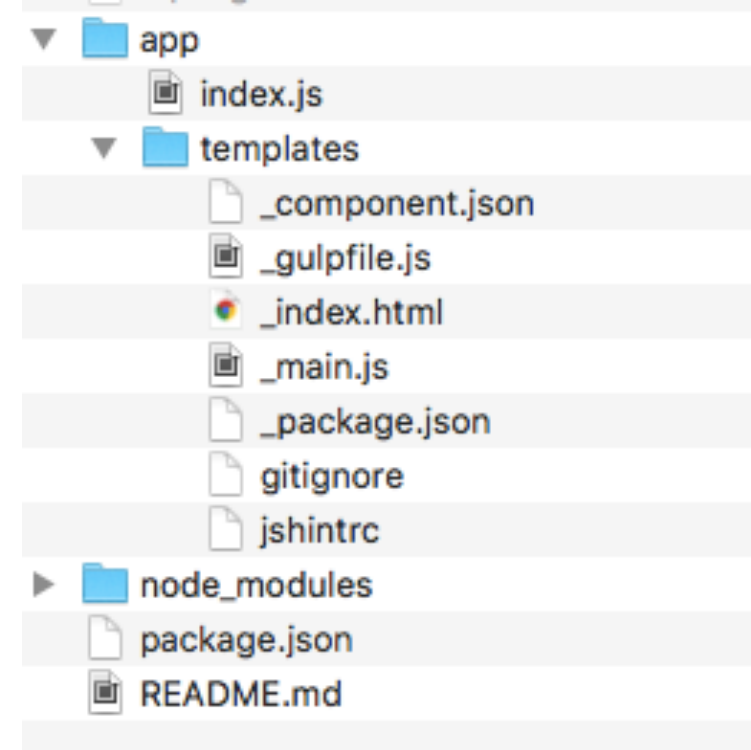 app
index.js
templates
_component.json
_gulpfile.js
_index.html
_main.js
_package.json
gitignore
jshintrc
node_modules
package.json
README.md